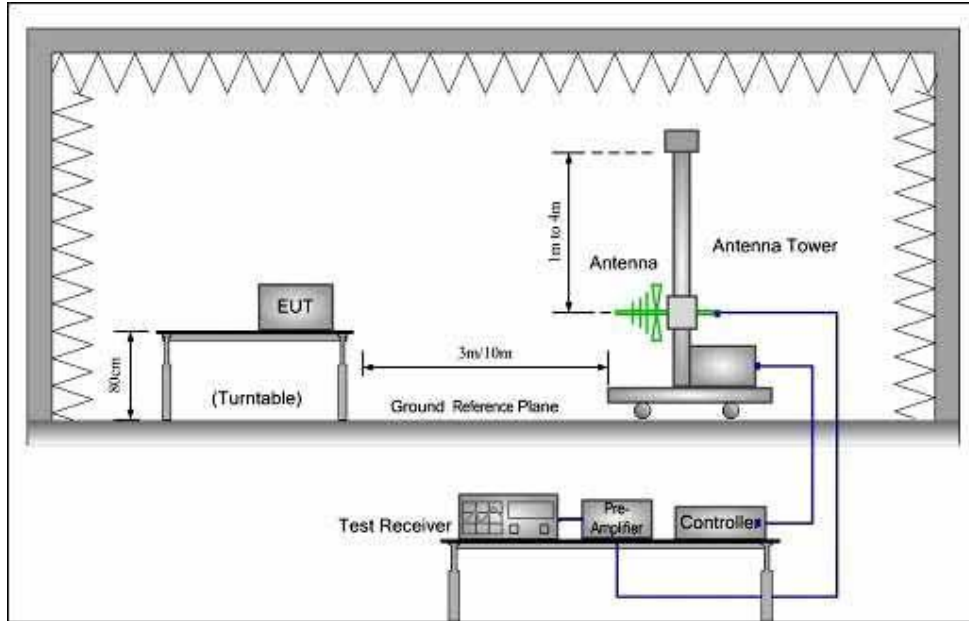 1m to 4m
Antenna
Antenna Tower
EUT
80cm
3m/10m
(Turntable)
Ground Reference Plane
Test Receiver
Pre-
Amplifier
Controller